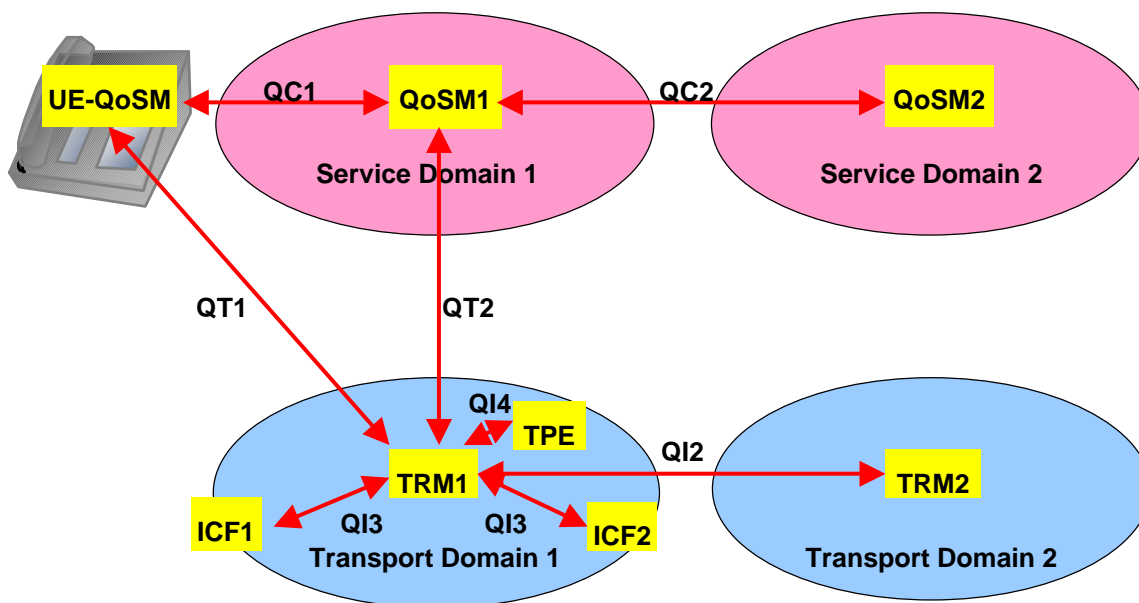 UE-QoSM
QC1
QoSM1
QC2
QoSM2
Service Domain 1
Service Domain 2
QT1
QT2
QI4
TPE
QI2
TRM1
TRM2
ICF1
QI3
QI3
ICF2
Transport Domain 1
Transport Domain 2